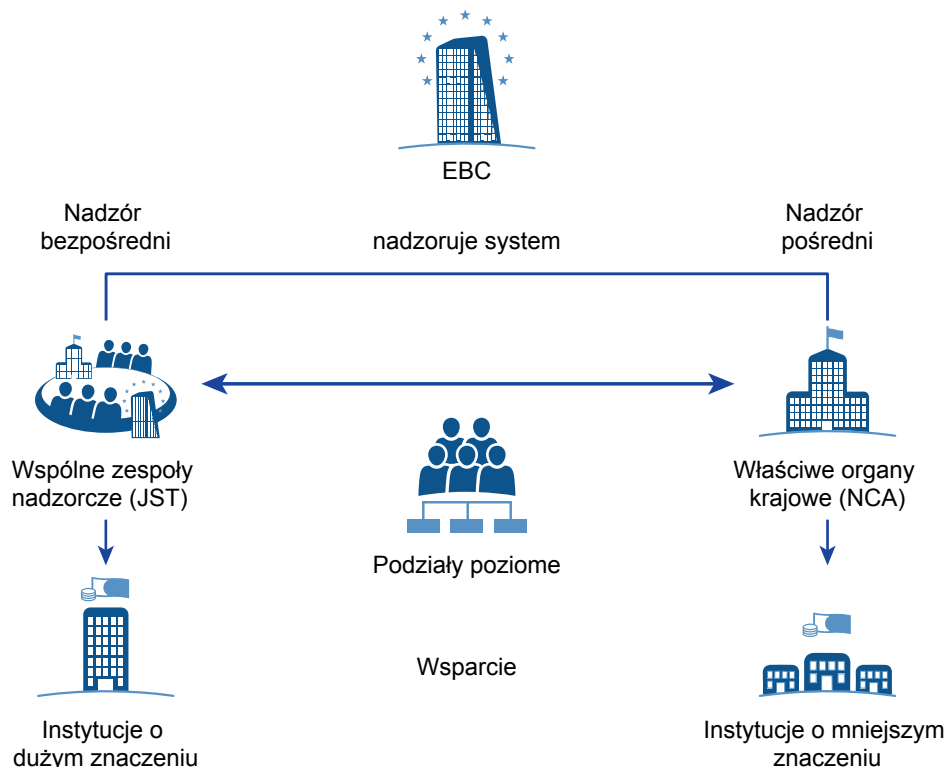 EBC
Nadzór
bezpośredni
nadzoruje system
Nadzór
pośredni
Wspólne zespoły
nadzorcze (JST)
Właściwe organy
krajowe (NCA)
Podziały poziome
Wsparcie
Instytucje o
dużym znaczeniu
Instytucje o mniejszym
znaczeniu